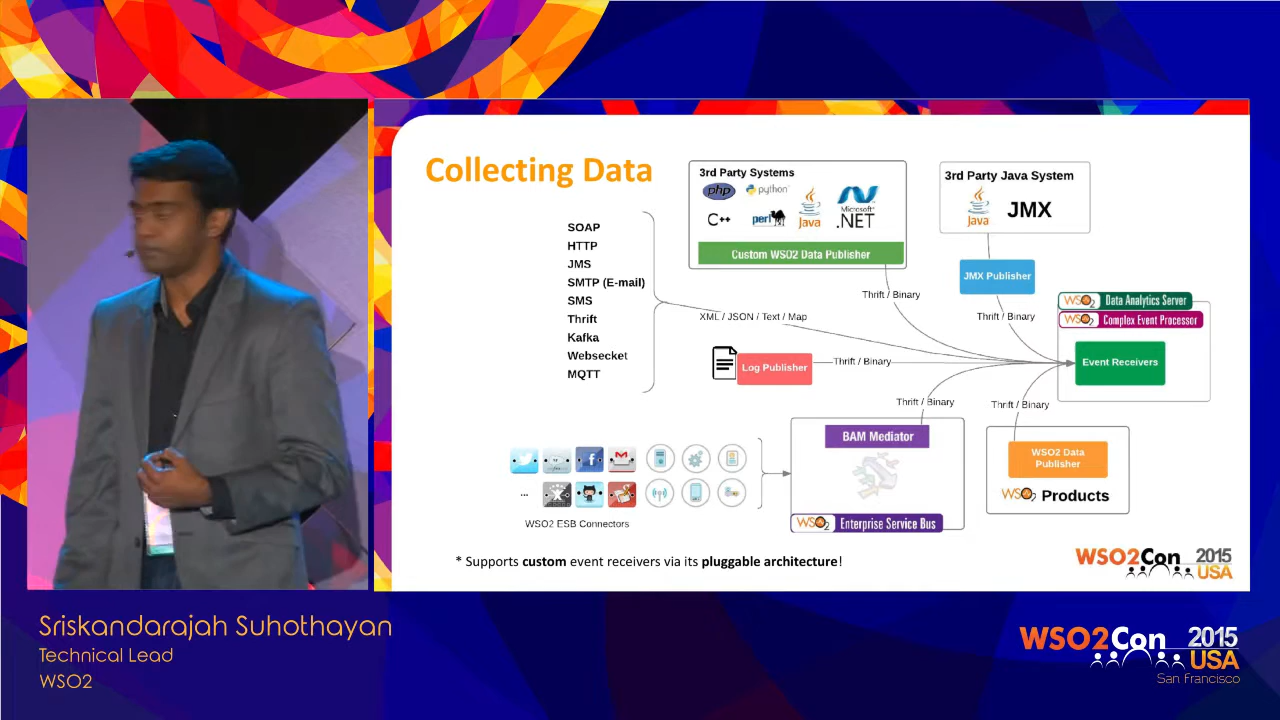 Collecting Data
SOAP
HTTP
JMS
SMTP (E-mail)
SMS
Thrift
Kafka
Websecket
MQTT
3rd Party Systems
php
python
C++
perl
Java
Microsoft
.NET
Custom WSO2 Data Publisher
3rd Party Java System
Java
JMX
JMX Publisher
Thrift / Binary
Thrift / Binary
XML / JSON / Text / Map
WSO2 Data Analytics Server
WSO2 Complex Event Processor
Event Receivers
Log Publisher
Thrift / Binary
Thrift / Binary
Thrift / Binary
BAM Mediator
WSO2 Enterprise Service Bus
WSO2 Data
Publisher
WSO2 Products
...
WSO2 ESB Connectors
* Supports custom event receivers via its pluggable architecture!
WSO2Con 2015
USA
Sriskandarajah Suhothayan
Technical Lead
WSO2
WSO2Con 2015
USA
San Francisco